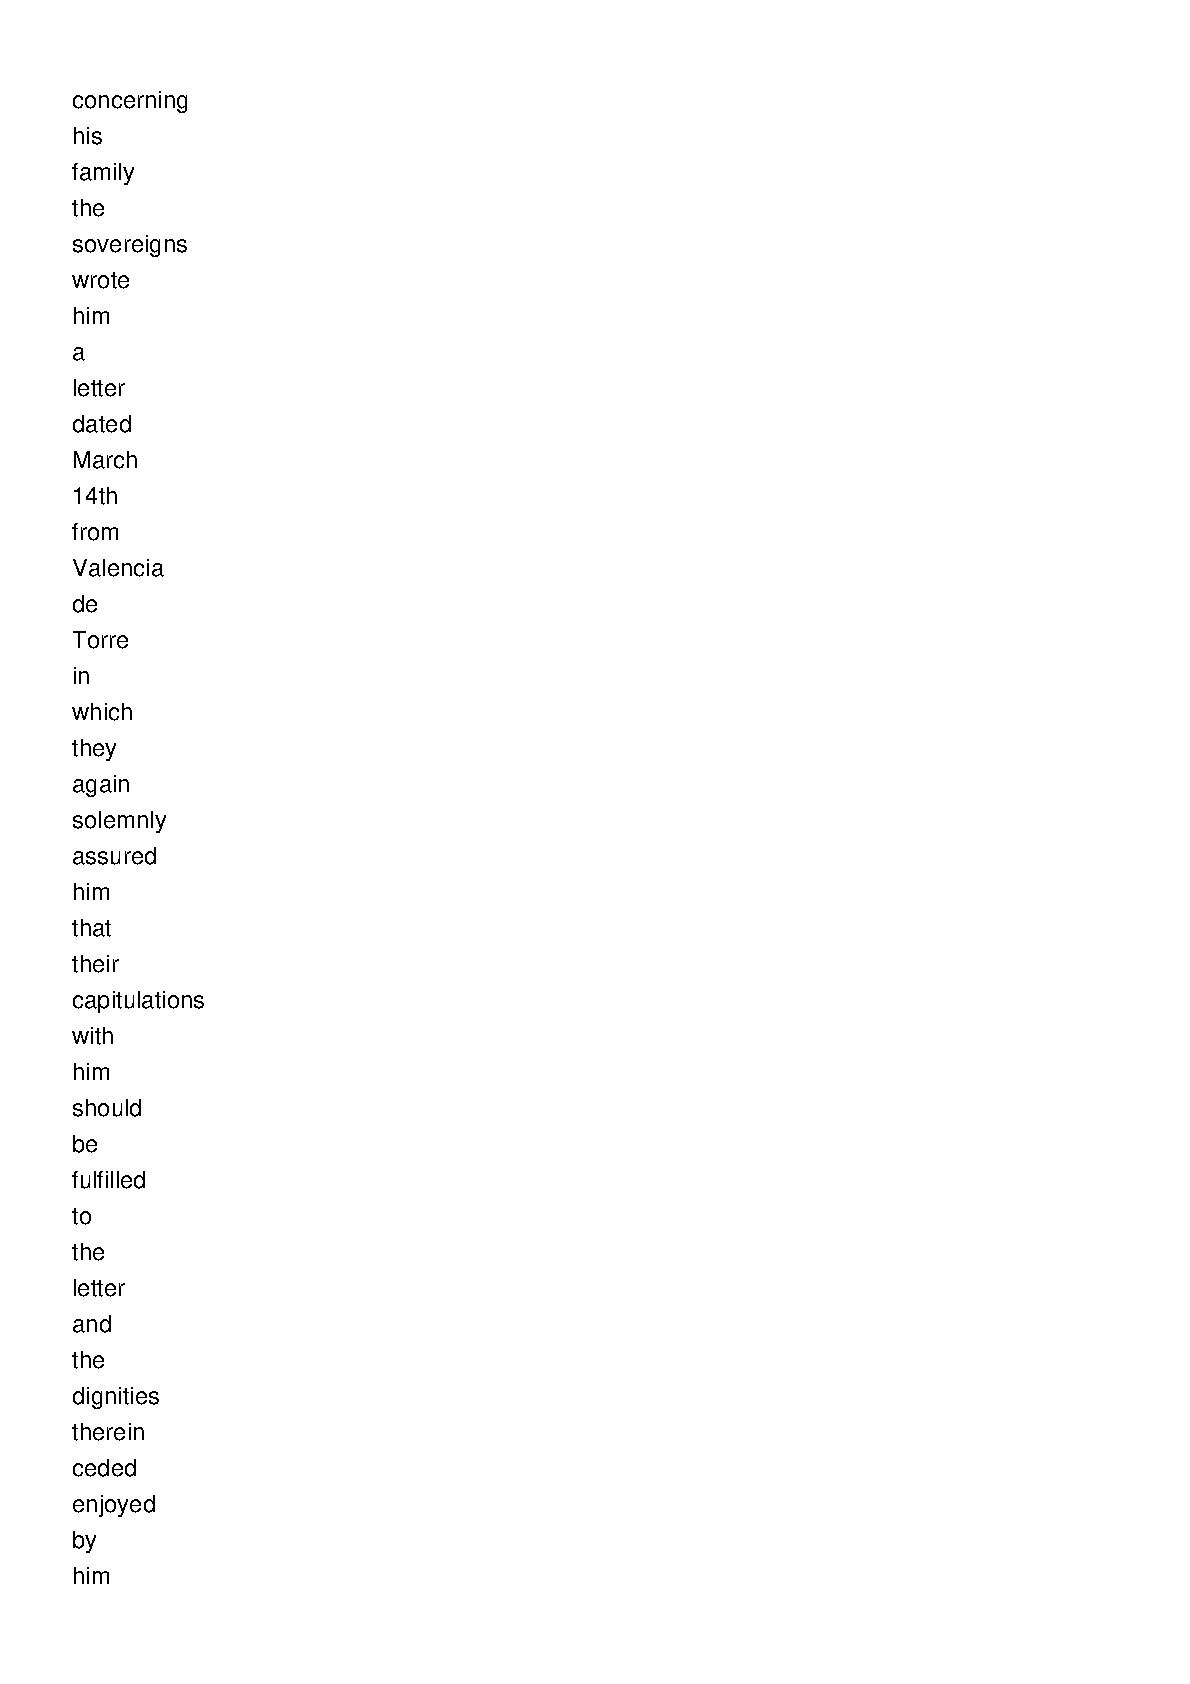 concerning
his
family
the
sovereigns
wrote
him
a
letter
dated
March
14th
from
Valencia
de
Torre
in
which
they
again
solemnly
assured
him
that
their
capitulations
with
him
should
be
fulfilled
to
the
letter
and
the
dignities
therein
ceded
enjoyed
by
him